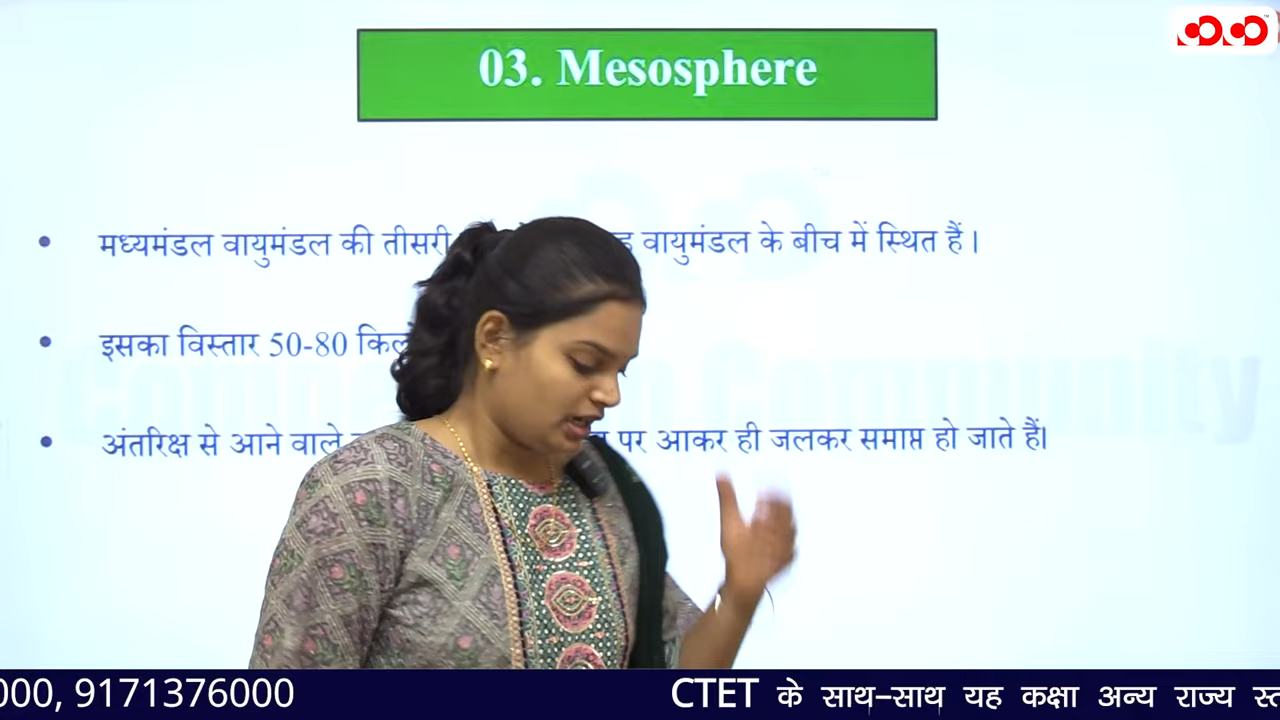 03. Mesosphere
मध्यमंडल वायुमंडल की तीसरी वायुमंडल के बीच में स्थित हैं ।
इसका विस्तार 50-80
अंतरिक्ष से आने वाले पर आकर ही जलकर समाप्त हो जाते हैं।
000, 9171376000 CTET के साथ-साथ यह कक्षा अन्य राज्य